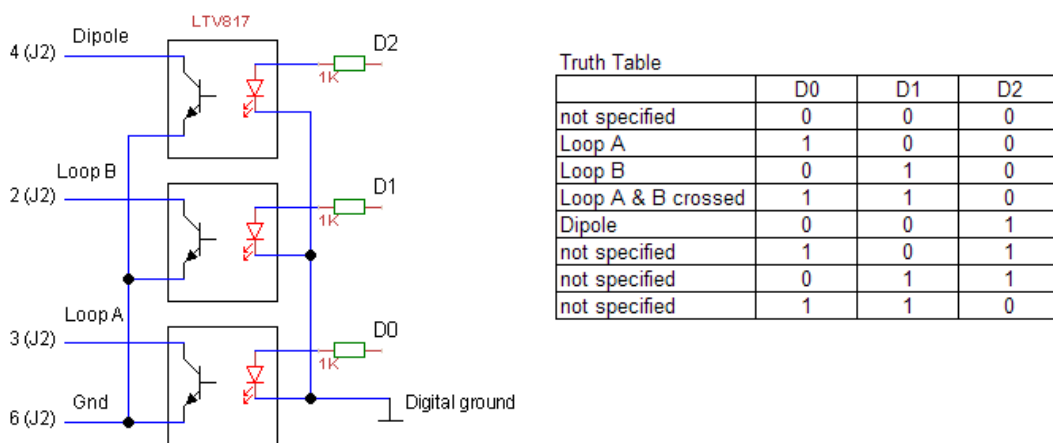 LTV817
Dipole
4 (J2)
D2
1K
Loop B
2 (J2)
D1
1K
Loop A
3 (J2)
D0
1K
Gnd
6 (J2)
Digital ground
Truth Table
D0 D1 D2
not specified 0 0 0
Loop A 1 0 0
Loop B 0 1 0
Loop A & B crossed 1 1 0
Dipole 0 0 1
not specified 1 0 1
not specified 0 1 1
not specified 1 1 0